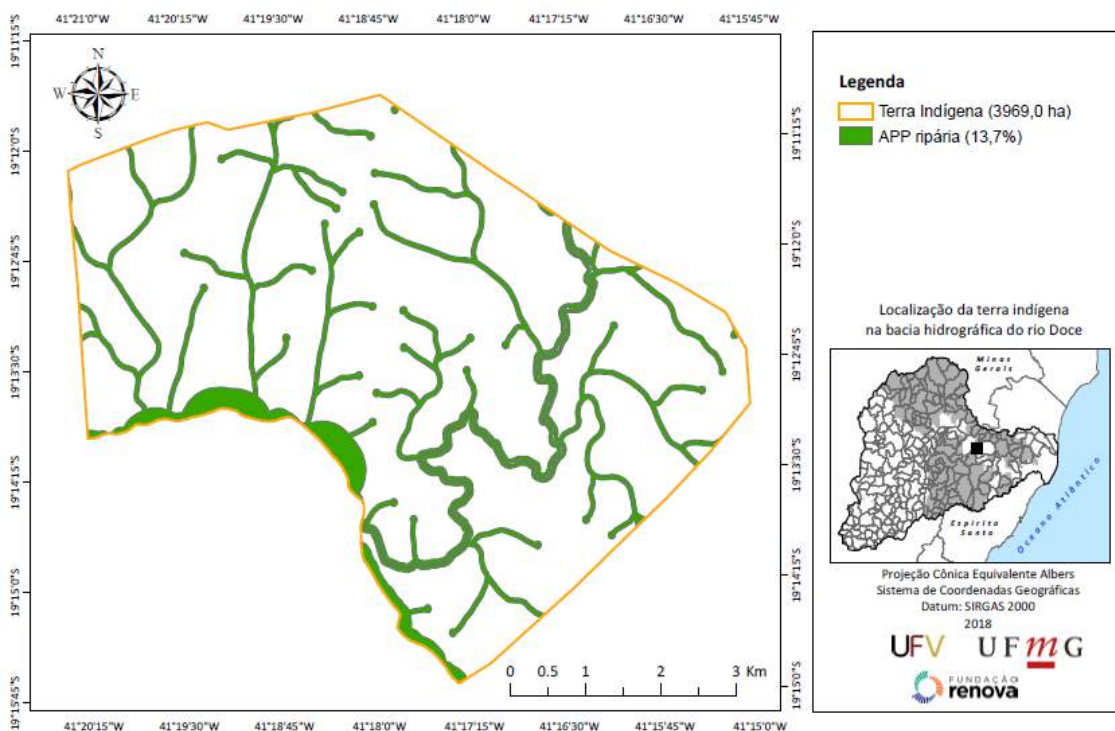 41°21'0"W 41°20'15"W 41°19'30"W 41°18'45"W 41°18'0"W 41°17'15"W 41°16'30"W 41°15'45"W
19°11'15"S
19°12'0"S
19°12'45"S
19°13'30"S
19°14'15"S
19°15'0"S
19°15'45"S
N
W E
S
0 0.5 1 2 3 Km
19°11'15"S
19°12'0"S
19°12'45"S
19°13'30"S
19°14'15"S
19°15'0"S
41°20'15"W 41°19'30"W 41°18'45"W 41°18'0"W 41°17'15"W 41°16'30"W 41°15'45"W 41°15'0"W
Legenda
Terra Indígena (3969,0 ha)
APP ripária (13,7%)
Localização da terra indígena
na bacia hidrográfica do rio Doce
Minas
Gerais
Espírito
Santo
Oceano Atlântico
Projeção Cônica Equivalente Albers
Sistema de Coordenadas Geográficas
Datum: SIRGAS 2000
2018
UFV UFmG
FUNDAÇÃO
renova